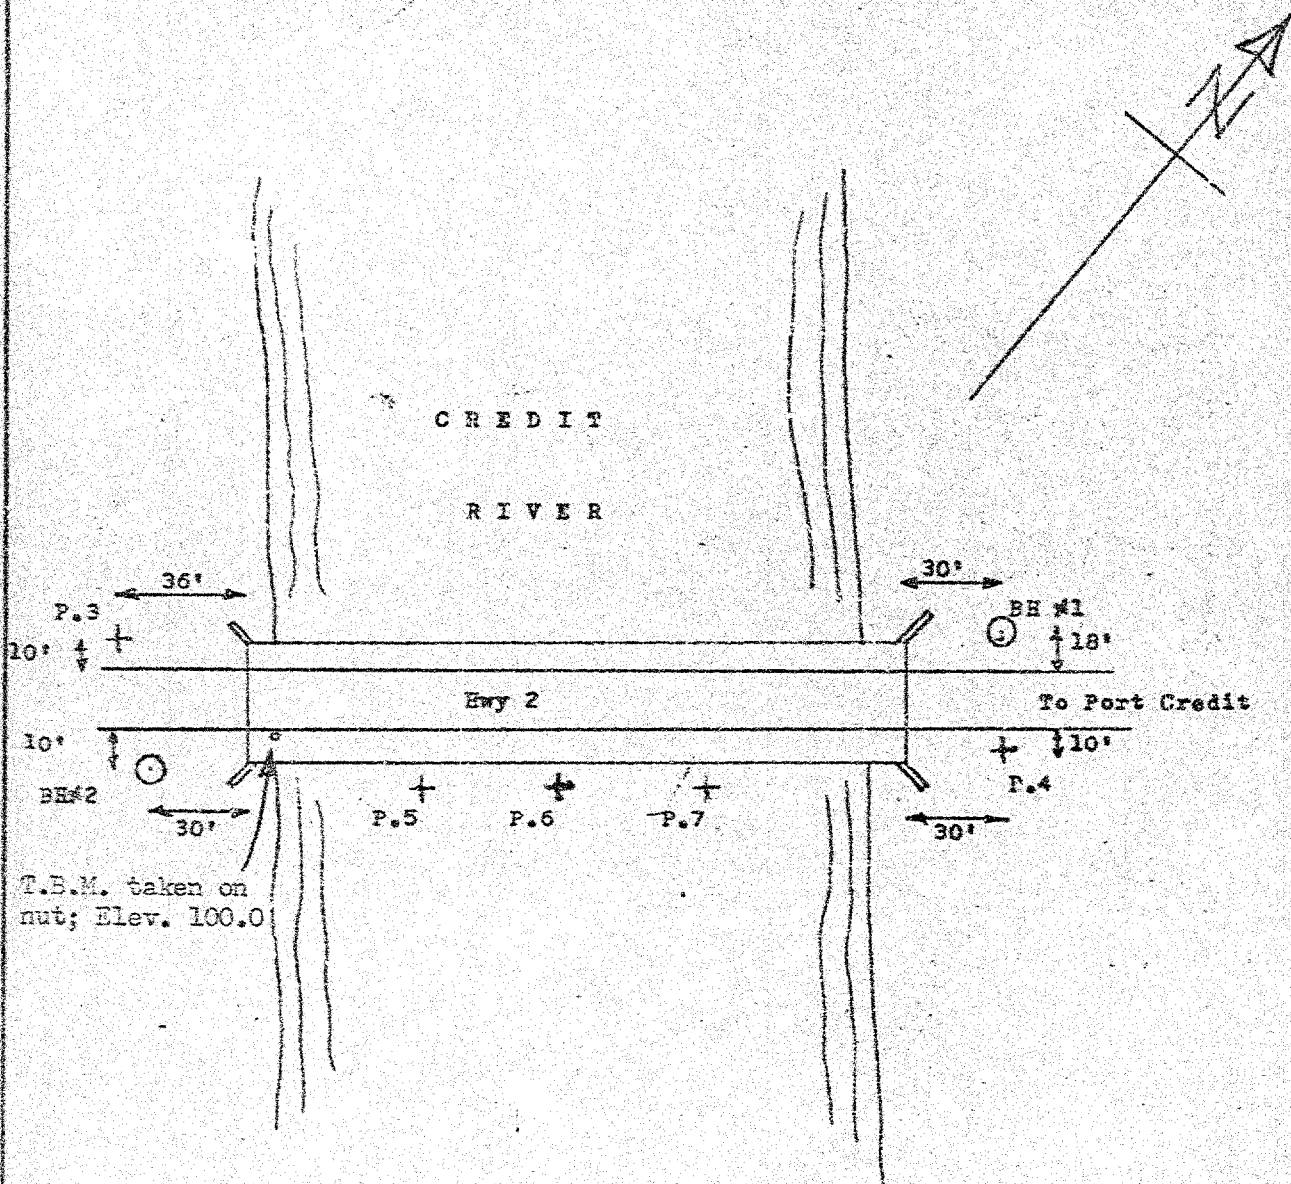 N
CREDIT
RIVER
36'
30'
P.3
BH #1
10'
18'
Hwy 2
To Port Credit
10'
10'
BH#2
P.4
30'
P.5
P.6
P.7
30'
T.B.M. taken on
nut; Elev. 100.0